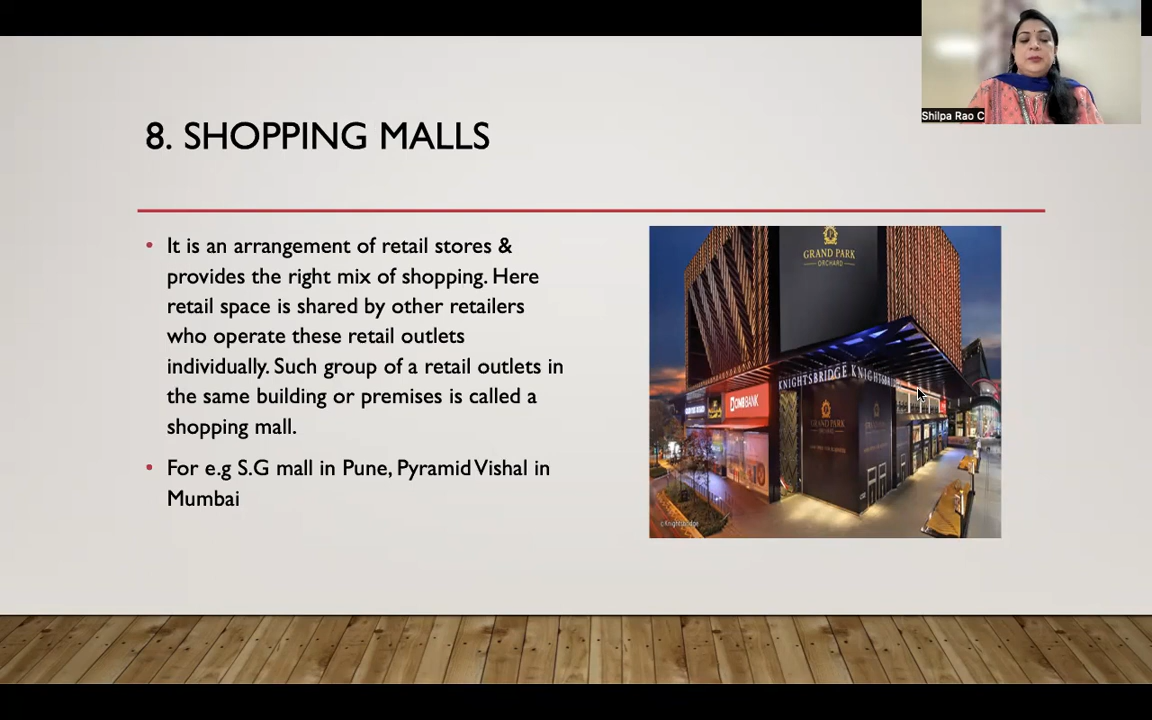 Shilpa Rao C
8. SHOPPING MALLS
• It is an arrangement of retail stores &
provides the right mix of shopping. Here
retail space is shared by other retailers
who operate these retail outlets
individually. Such group of a retail outlets in
the same building or premises is called a
shopping mall.
• For e.g S.G mall in Pune, Pyramid Vishal in
Mumbai
GRAND PARK
ORCHARD
KNIGHTSBRIDGE KNIGHTSBRIDGE
BANK
GRAND PARK